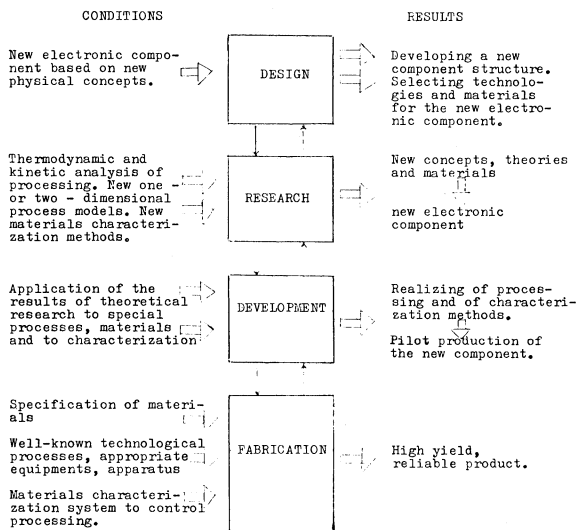 CONDITIONS
RESULTS
New electronic compo-
nent based on new
physical concepts.
DESIGN
Developing a new
component structure.
Selecting technolo-
gies and materials
for the new electro-
nic component.
Thermodynamic and
kinetic analysis of
processing. New one -
or two - dimensional
process models. New
materials characteri-
zation methods.
RESEARCH
New concepts, theories
and materials
new electronic
component
Application of the
results of theoretical
research to special
processes, materials
and to characterization
DEVELOPMENT
Realizing of proces-
sing and of characteri-
zation methods.
Pilot production of
the new component.
Specification of materi-
als
Well-known technological
processes, appropriate
equipments, apparatus
Materials characteri-
zation system to control
processing.
FABRICATION
High yield,
reliable product.